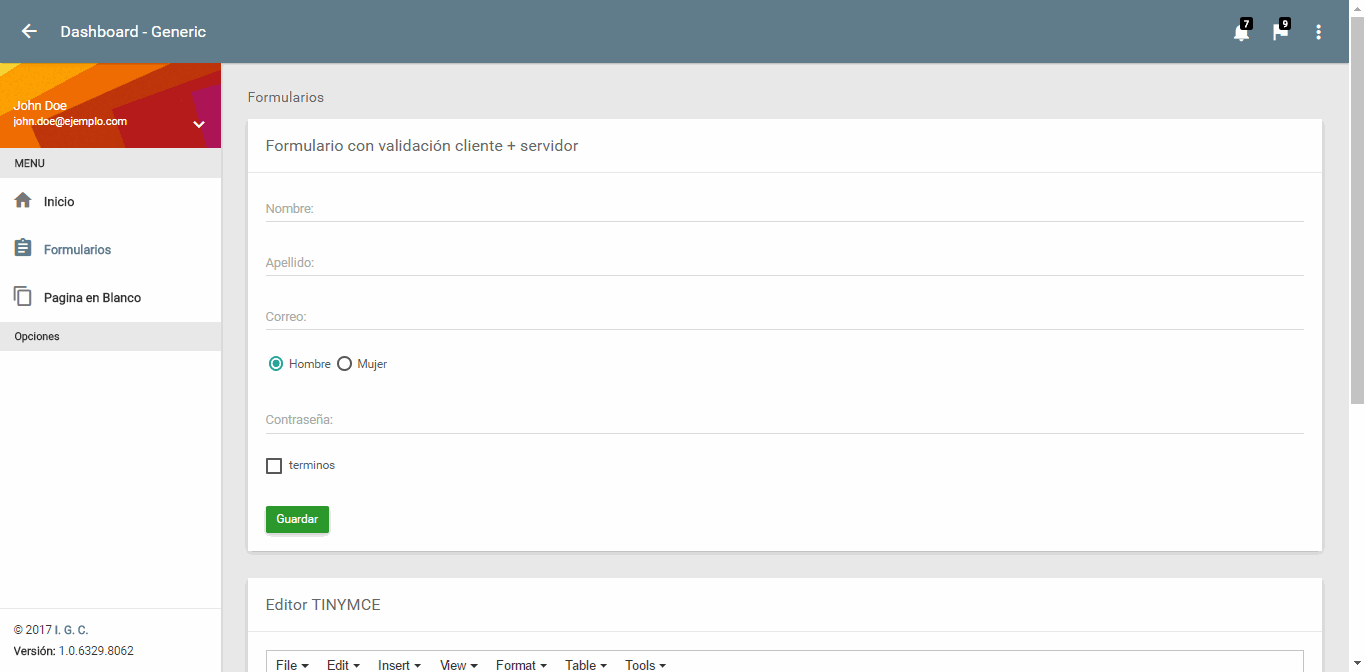 Dashboard - Generic
7
9
John Doe
john.doe@ejemplo.com
MENU
Inicio
Formularios
Pagina en Blanco
Opciones
© 2017 I. G. C.
Versión: 1.0.6329.8062
Formularios
Formulario con validación cliente + servidor
Nombre:
Apellido:
Correo:
Hombre Mujer
Contraseña:
terminos
Guardar
Editor TINYMCE
File Edit Insert View Format Table Tools